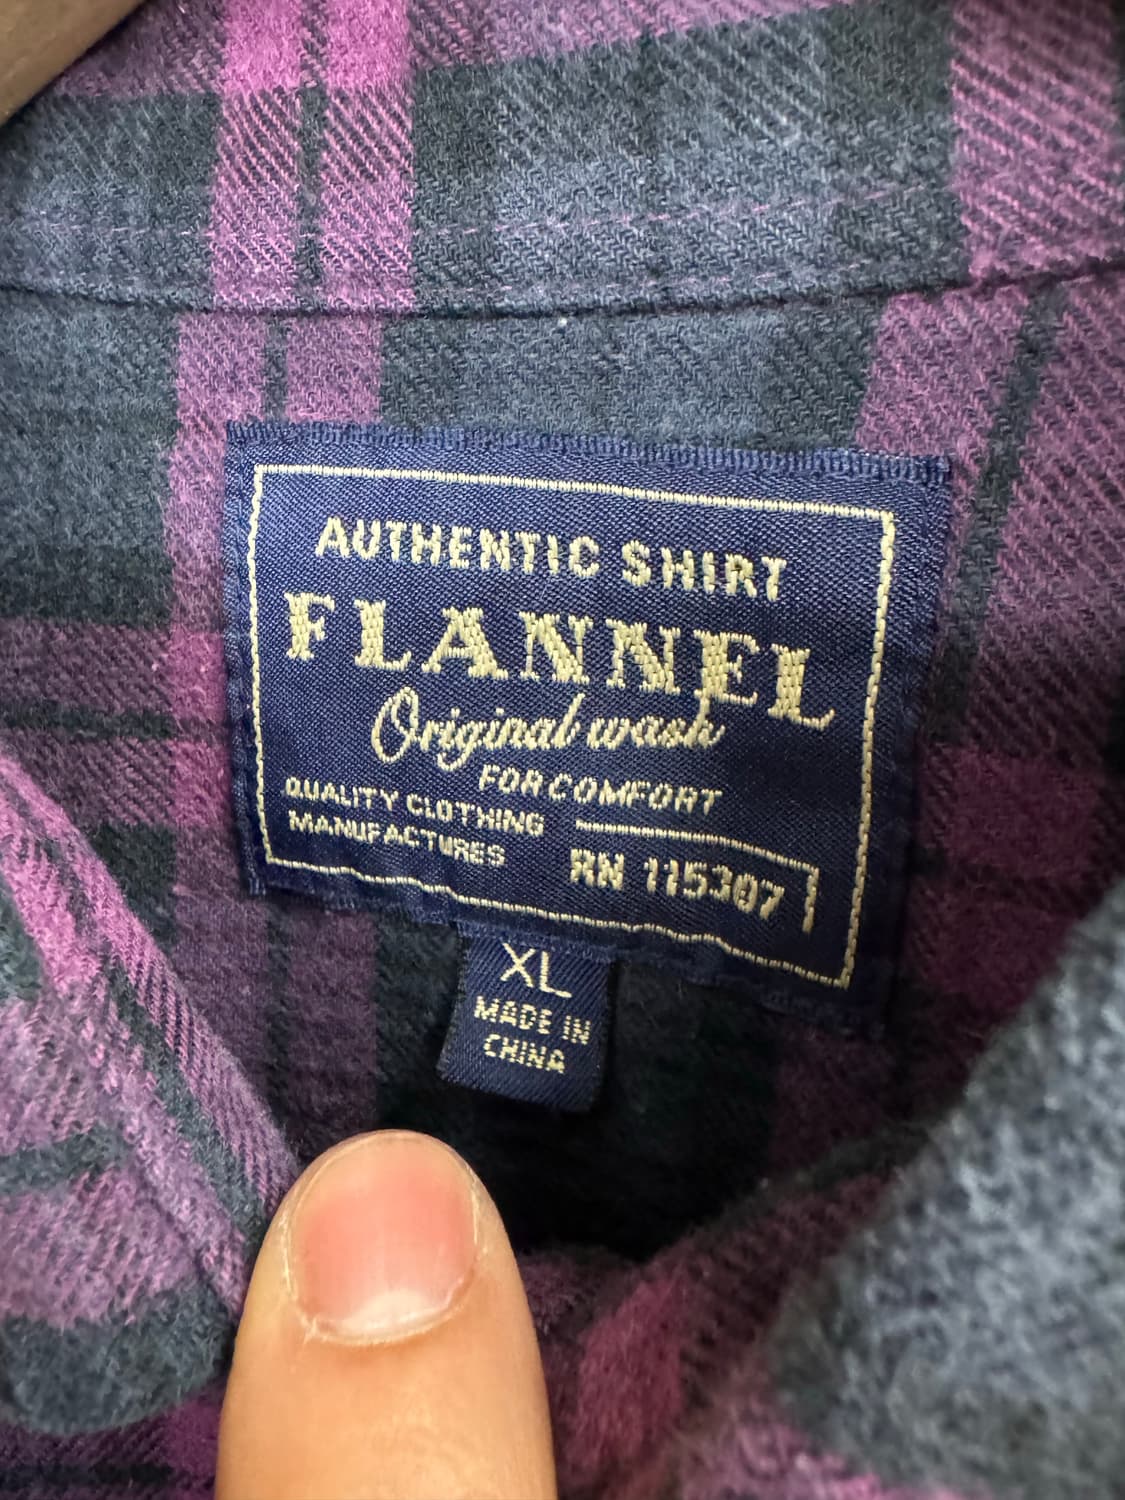 AUTHENTIC SHIRT
FLANNEL
Original wash
FOR COMFORT
QUALITY CLOTHING
MANUFACTURES
RN 115307
XL
MADE IN
CHINA